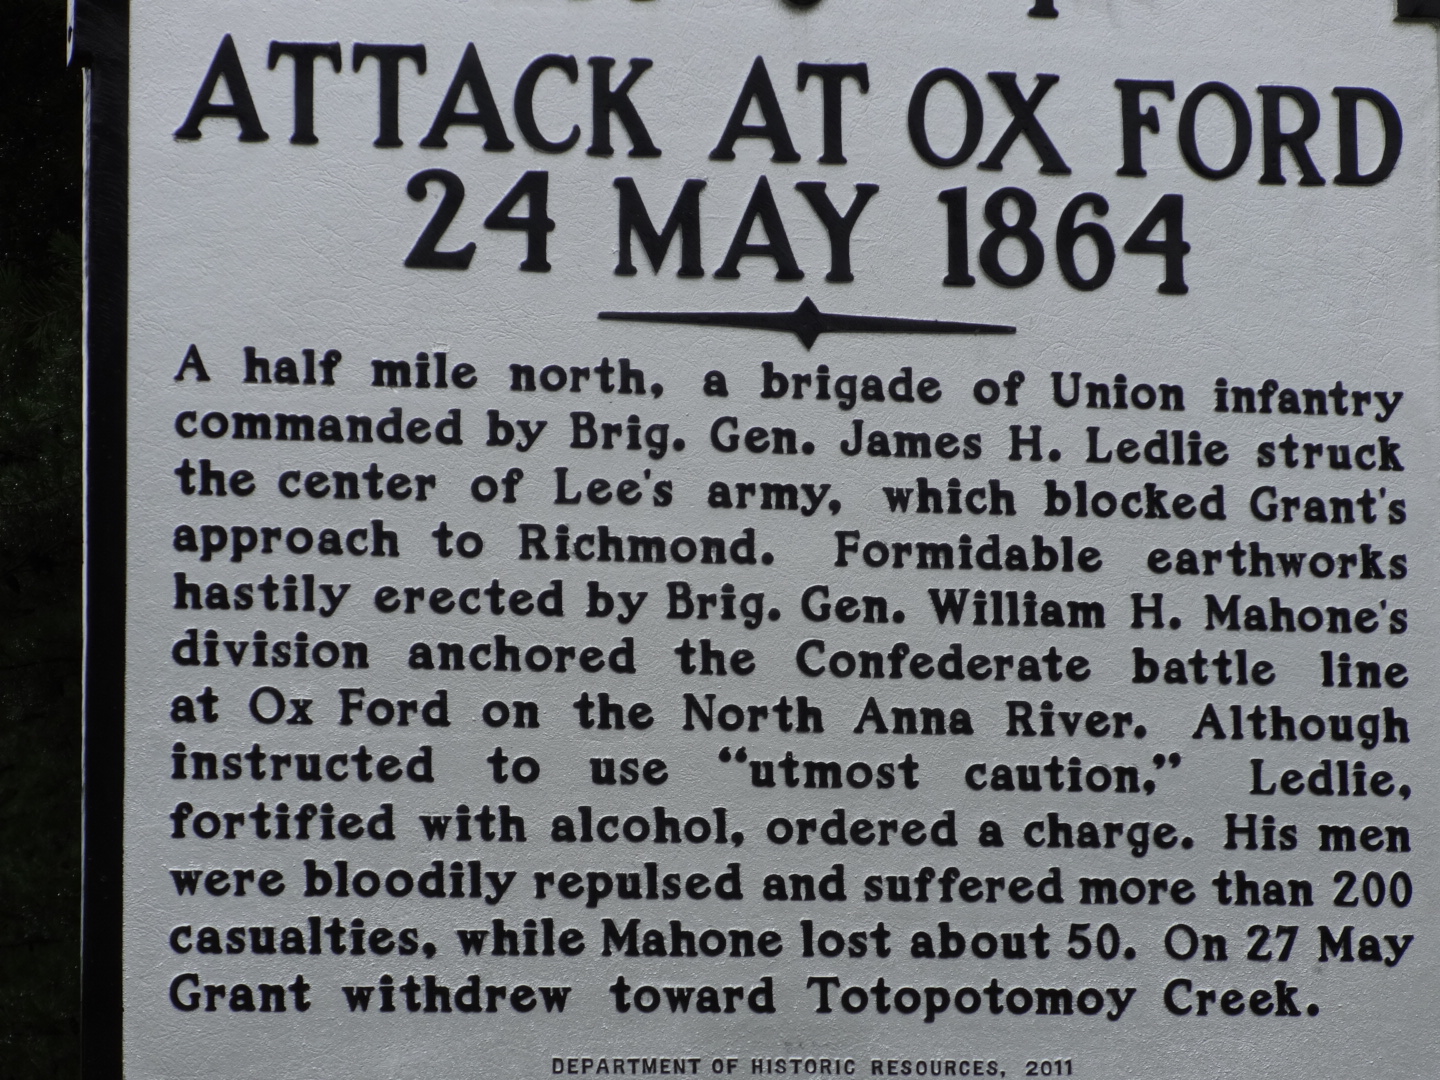 ATTACK AT OX FORD
24 MAY 1864
A half mile north, a brigade of Union infantry
commanded by Brig. Gen. James H. Ledlie struck
the center of Lee's army, which blocked Grant's
approach to Richmond. Formidable earthworks
hastily erected by Brig. Gen. William H. Mahone's
division anchored the Confederate battle line
at Ox Ford on the North Anna River. Although
instructed to use “utmost caution,” Ledlie,
fortified with alcohol, ordered a charge. His men
were bloodily repulsed and suffered more than 200
casualties, while Mahone lost about 50. On 27 May
Grant withdrew toward Totopotomoy Creek.
DEPARTMENT OF HISTORIC RESOURCES, 2011